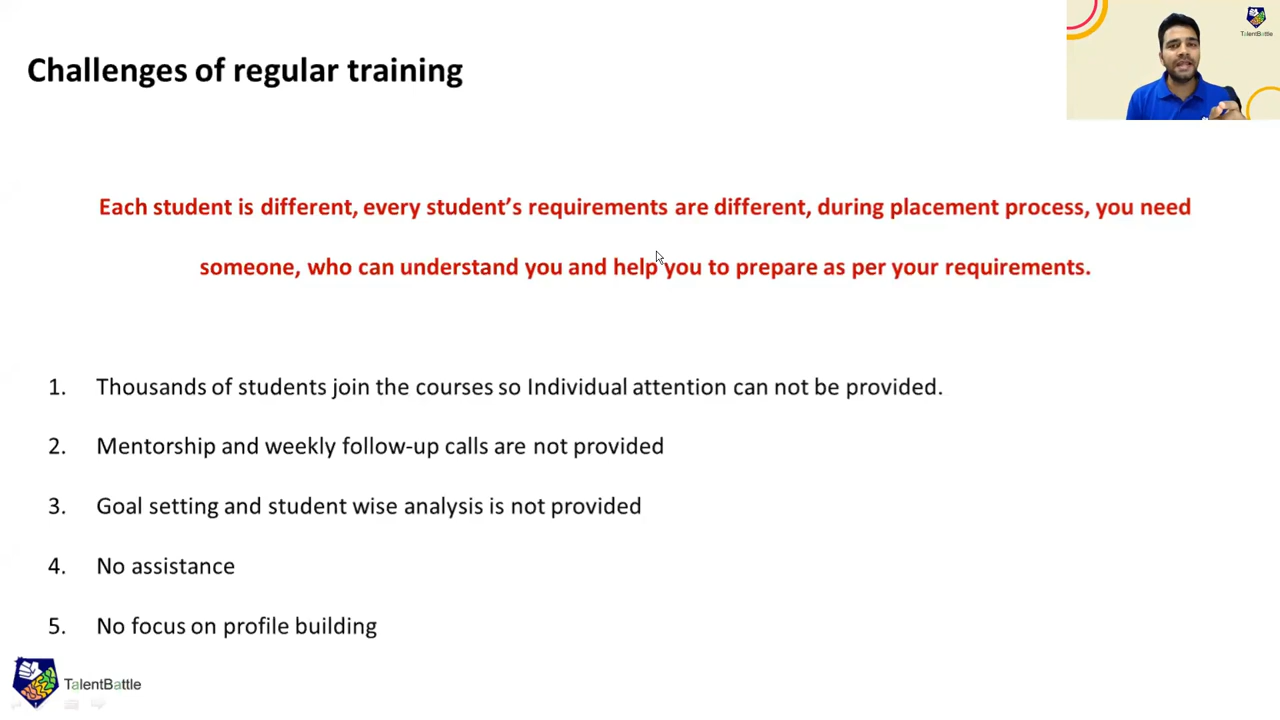 TalentBattle
Challenges of regular training
Each student is different, every student's requirements are different, during placement process, you need
someone, who can understand you and help you to prepare as per your requirements.
1. Thousands of students join the courses so Individual attention can not be provided.
2. Mentorship and weekly follow-up calls are not provided
3. Goal setting and student wise analysis is not provided
4. No assistance
5. No focus on profile building
TalentBattle